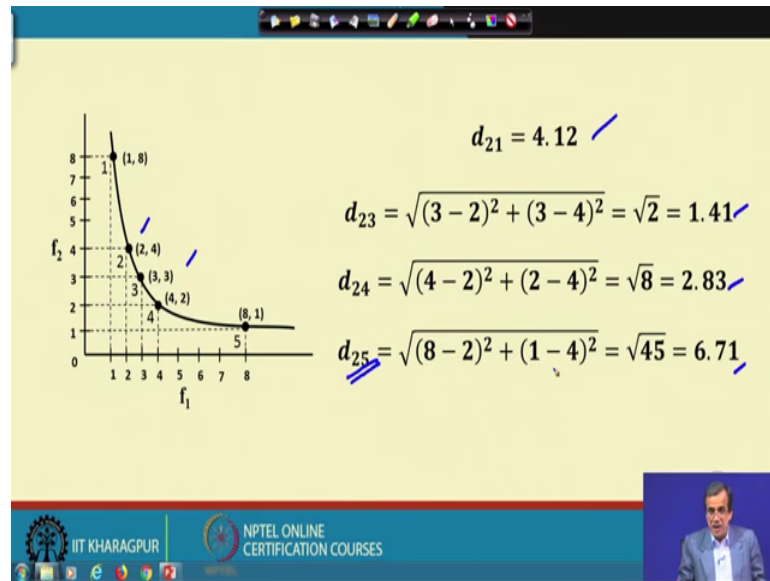 d₂₁ = 4.12
d₂₃ = √(3 − 2)² + (3 − 4)² = √2 = 1.41
d₂₄ = √(4 − 2)² + (2 − 4)² = √8 = 2.83
d₂₅ = √(8 − 2)² + (1 − 4)² = √45 = 6.71
8
7
6
5
4
3
2
1
0
f₂
1 (1, 8)
2 (2, 4)
3 (3, 3)
4 (4, 2)
5 (8, 1)
1 2 3 4 5 6 7 8
f₁
IIT KHARAGPUR
NPTEL ONLINE
CERTIFICATION COURSES